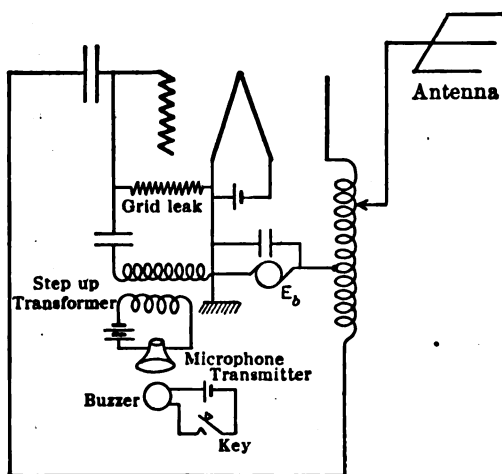 Antenna
Grid leak
Step up
Transformer
E_b
Microphone
Transmitter
Buzzer
Key